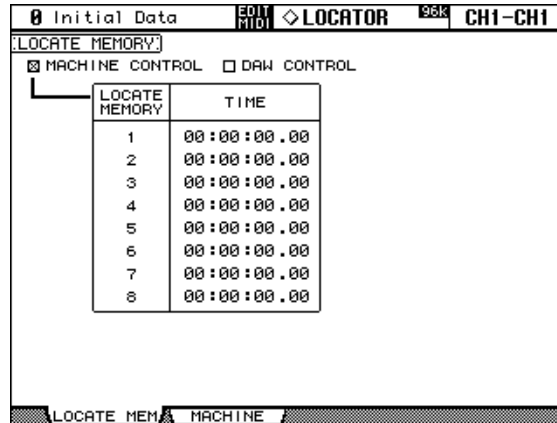 0 Initial Data EDIT MIDI ◇LOCATOR 96k CH1-CH1
LOCATE MEMORY
MACHINE CONTROL DAW CONTROL
LOCATE MEMORY TIME
1 00:00:00.00
2 00:00:00.00
3 00:00:00.00
4 00:00:00.00
5 00:00:00.00
6 00:00:00.00
7 00:00:00.00
8 00:00:00.00
LOCATE MEM MACHINE